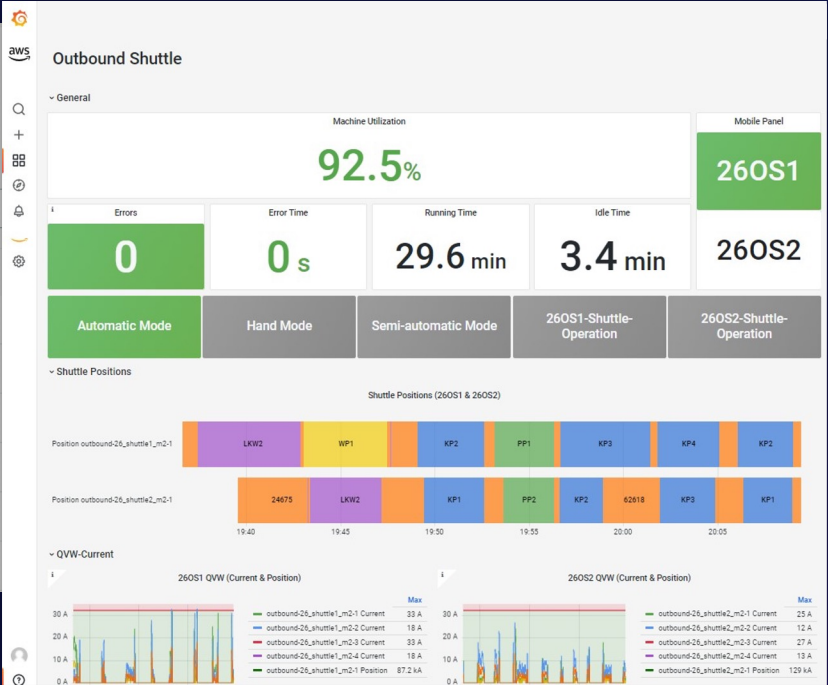 aws
Outbound Shuttle
General
Machine Utilization
92.5%
Mobile Panel
26OS1
26OS2
Errors
0
Error Time
0 s
Running Time
29.6 min
Idle Time
3.4 min
Automatic Mode
Hand Mode
Semi-automatic Mode
26OS1-Shuttle-
Operation
26OS2-Shuttle-
Operation
Shuttle Positions
Shuttle Positions (26OS1 & 26OS2)
Position outbound-26_shuttle1_m2-1
LKW2 WP1 KP2 PP1 KP3 KP4 KP2
Position outbound-26_shuttle2_m2-1
24675 LKW2 KP1 PP2 KP2 62618 KP3 KP1
19:40 19:45 19:50 19:55 20:00 20:05
QVW-Current
26OS1 QVW (Current & Position)
30 A
20 A
10 A
0 A
Max
outbound-26_shuttle1_m2-1 Current 33 A
outbound-26_shuttle1_m2-2 Current 18 A
outbound-26_shuttle1_m2-3 Current 33 A
outbound-26_shuttle1_m2-4 Current 18 A
outbound-26_shuttle1_m2-1 Position 87.2 kA
26OS2 QVW (Current & Position)
30 A
20 A
10 A
0 A
Max
outbound-26_shuttle2_m2-1 Current 25 A
outbound-26_shuttle2_m2-2 Current 12 A
outbound-26_shuttle2_m2-3 Current 27 A
outbound-26_shuttle2_m2-4 Current 13 A
outbound-26_shuttle2_m2-1 Position 129 kA